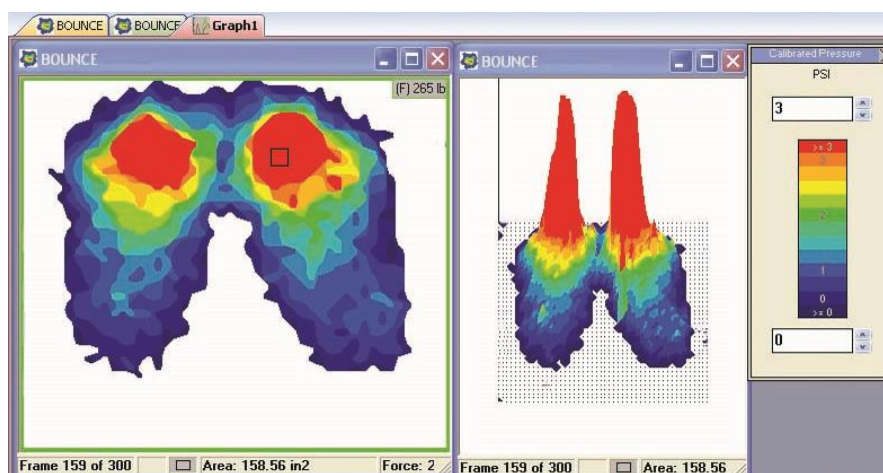 BOUNCE BOUNCE Graph1
BOUNCE
(F) 265 lb
Frame 159 of 300 Area: 158.56 in2 Force: 2
BOUNCE
Frame 159 of 300 Area: 158.56
Calibrated Pressure
PSI
3
>= 3
3
2
1
0
>= 0
0